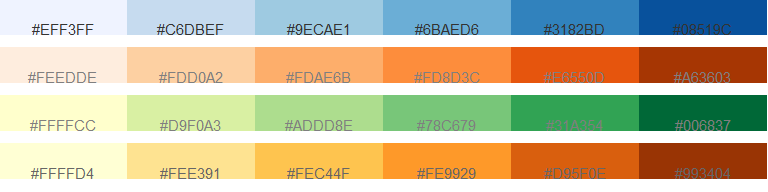 #EFF3FF #C6DBEF #9ECAE1 #6BAED6 #3182BD #08519C
#FEEDDE #FDD0A2 #FDAE6B #FD8D3C #E6550D #A63603
#FFFFCC #D9F0A3 #ADDD8E #78C679 #31A354 #006837
#FFFFD4 #FEE391 #FEC44F #FE9929 #D95F0E #993404